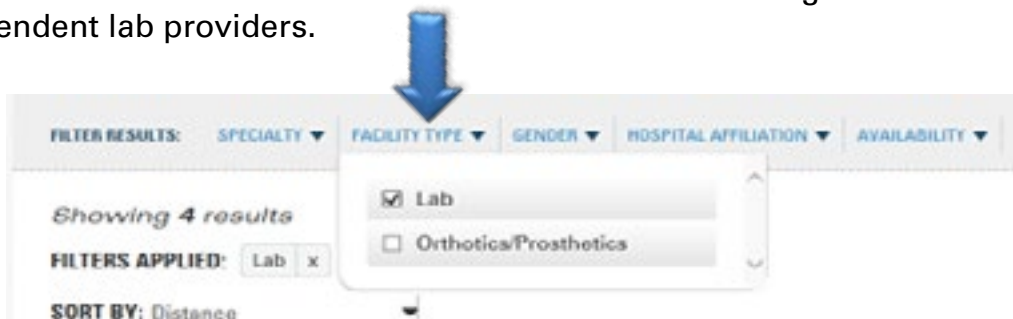 endent lab providers.
FILTER RESULTS: SPECIALTY ▼ FACILITY TYPE ▼ GENDER ▼ HOSPITAL AFFILIATION ▼ AVAILABILITY ▼
Lab
Orthotics/Prosthetics
Showing 4 results
FILTERS APPLIED: Lab x
SORT BY: Distance